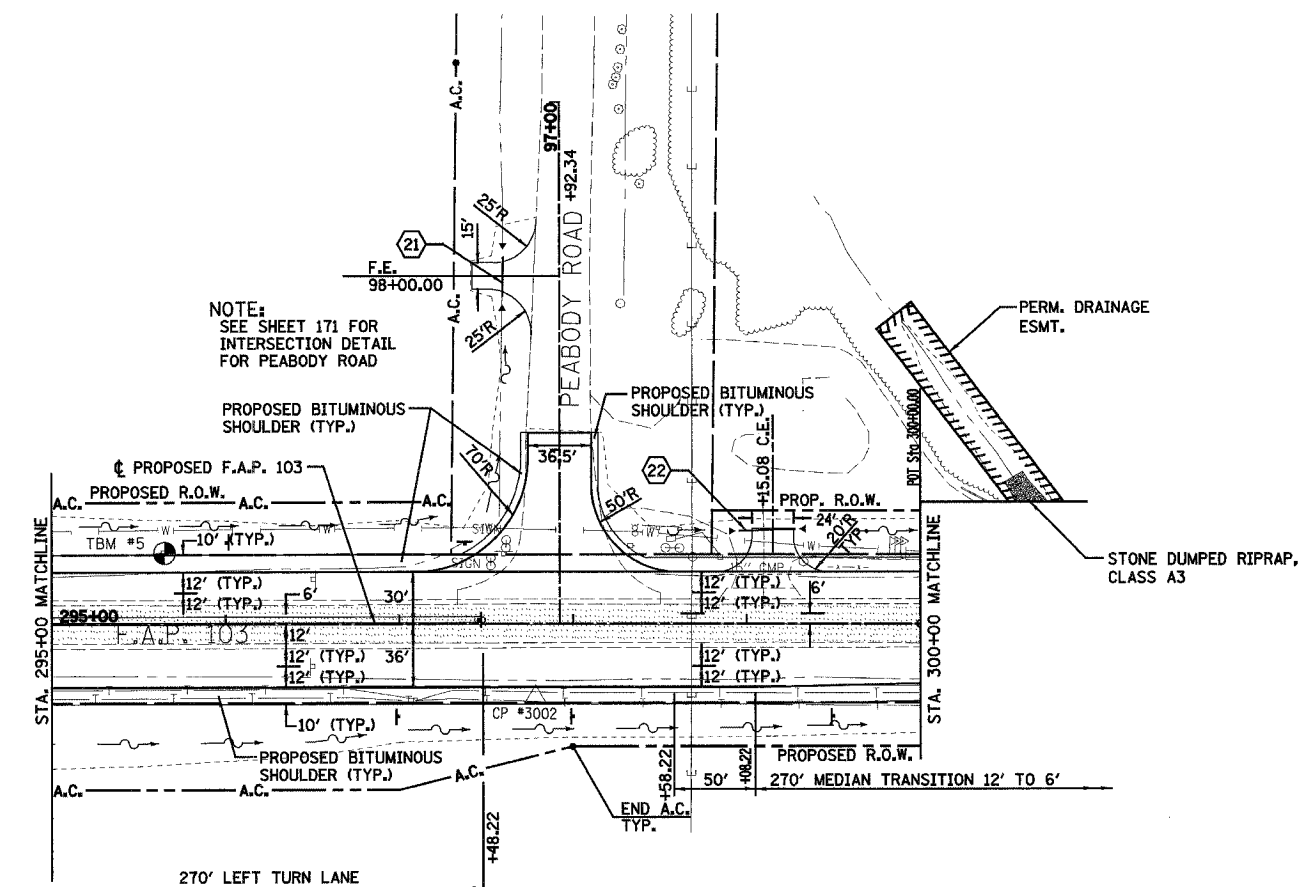 A.C.
97+00
PEABODY ROAD
+92.34
25'R
15'
21
F.E.
98+00.00
A.C.
25'R
NOTE:
SEE SHEET 171 FOR
INTERSECTION DETAIL
FOR PEABODY ROAD
PERM. DRAINAGE
ESMT.
PROPOSED BITUMINOUS
SHOULDER (TYP.)
PROPOSED BITUMINOUS
SHOULDER (TYP.)
POT Sta 300+00.00
36.5'
70'R
50'R
22
+15.08 C.E.
℄ PROPOSED F.A.P. 103
PROPOSED R.O.W.
A.C.
A.C.
A.C.
PROP. R.O.W.
24'
20'R
TYP.
W
W
SIGN
W
W
TBM #5
10' (TYP.)
SIGN
CMP
STONE DUMPED RIPRAP,
CLASS A3
12' (TYP.)
12' (TYP.)
6'
30'
12' (TYP.)
12' (TYP.)
6'
295+00
F.A.P. 103
12'
12' (TYP.)
12' (TYP.)
36'
12' (TYP.)
12' (TYP.)
STA. 295+00 MATCHLINE
STA. 300+00 MATCHLINE
CP #3002
10' (TYP.)
PROPOSED BITUMINOUS
SHOULDER (TYP.)
A.C.
A.C.
A.C.
A.C.
PROPOSED R.O.W.
+58.22
50'
+08.22
270' MEDIAN TRANSITION 12' TO 6'
END A.C.
TYP.
+48.22
270' LEFT TURN LANE